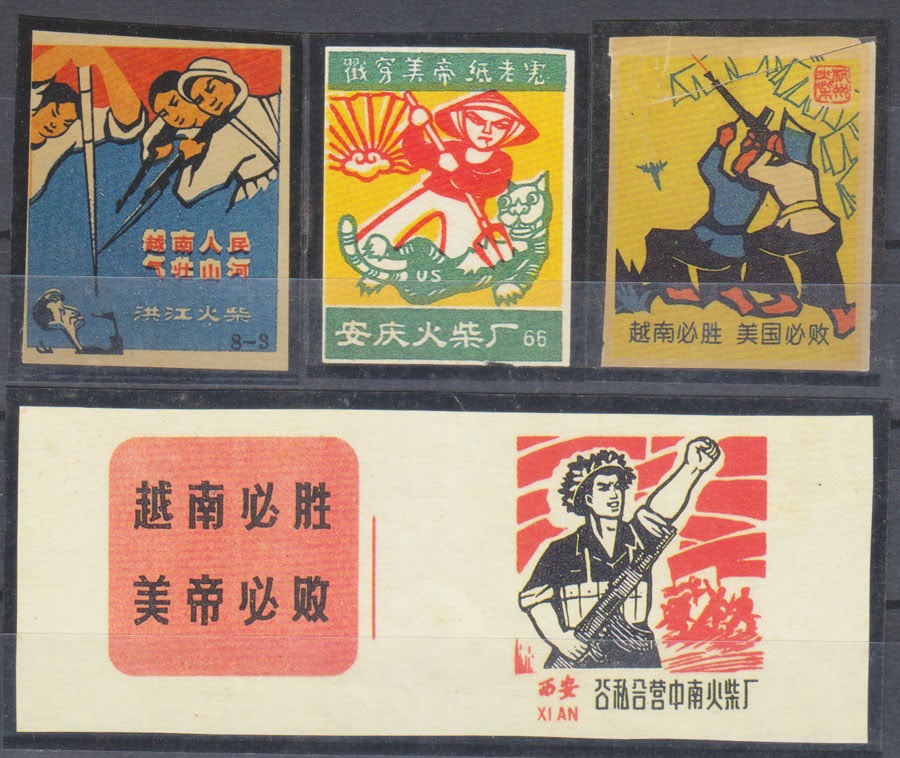 越南人民
气壮山河
洪江火柴
8-3
戳穿美帝纸老虎
US
安庆火柴厂 66
越南必胜 美国必败
越南必胜
美帝必败
西安
XI AN
公私合营中南火柴厂